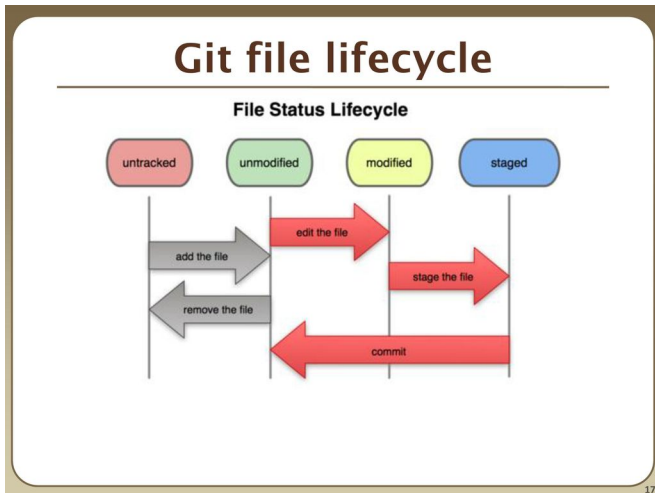 Git file lifecycle
File Status Lifecycle
untracked
unmodified
modified
staged
edit the file
add the file
stage the file
remove the file
commit
17